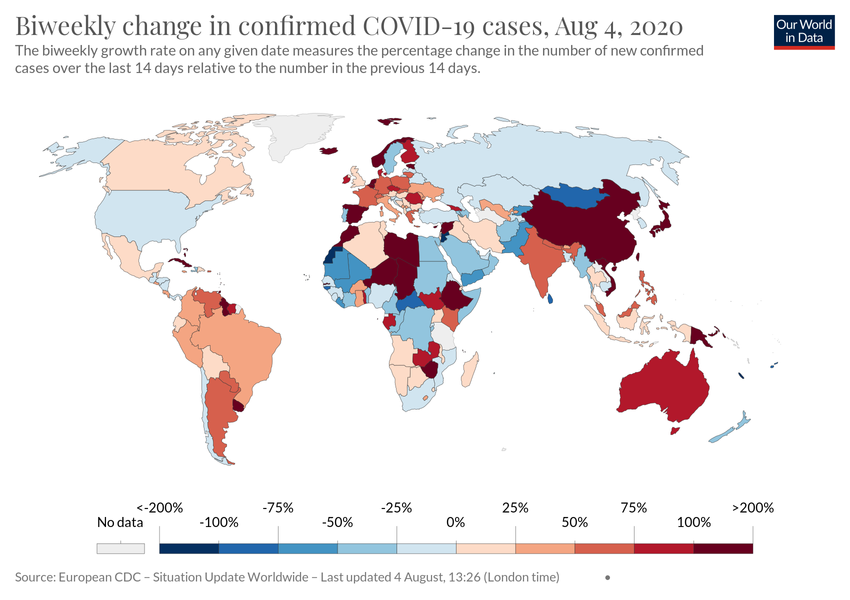 Biweekly change in confirmed COVID-19 cases, Aug 4, 2020
Our World
in Data
The biweekly growth rate on any given date measures the percentage change in the number of new confirmed
cases over the last 14 days relative to the number in the previous 14 days.
<-200% -75% -25% 25% 75% >200%
No data -100% -50% 0% 50% 100%
Source: European CDC – Situation Update Worldwide – Last updated 4 August, 13:26 (London time) •